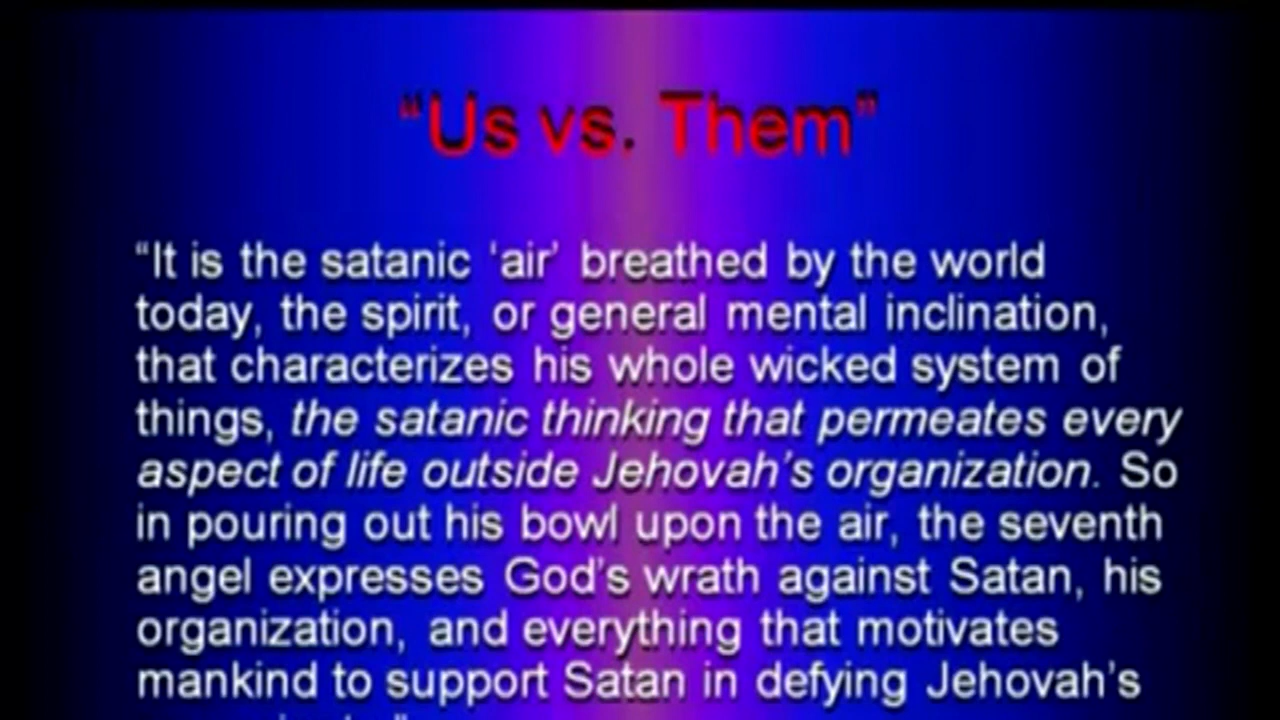 “Us vs. Them”
“It is the satanic ‘air’ breathed by the world
today, the spirit, or general mental inclination,
that characterizes his whole wicked system of
things, the satanic thinking that permeates every
aspect of life outside Jehovah’s organization. So
in pouring out his bowl upon the air, the seventh
angel expresses God’s wrath against Satan, his
organization, and everything that motivates
mankind to support Satan in defying Jehovah’s